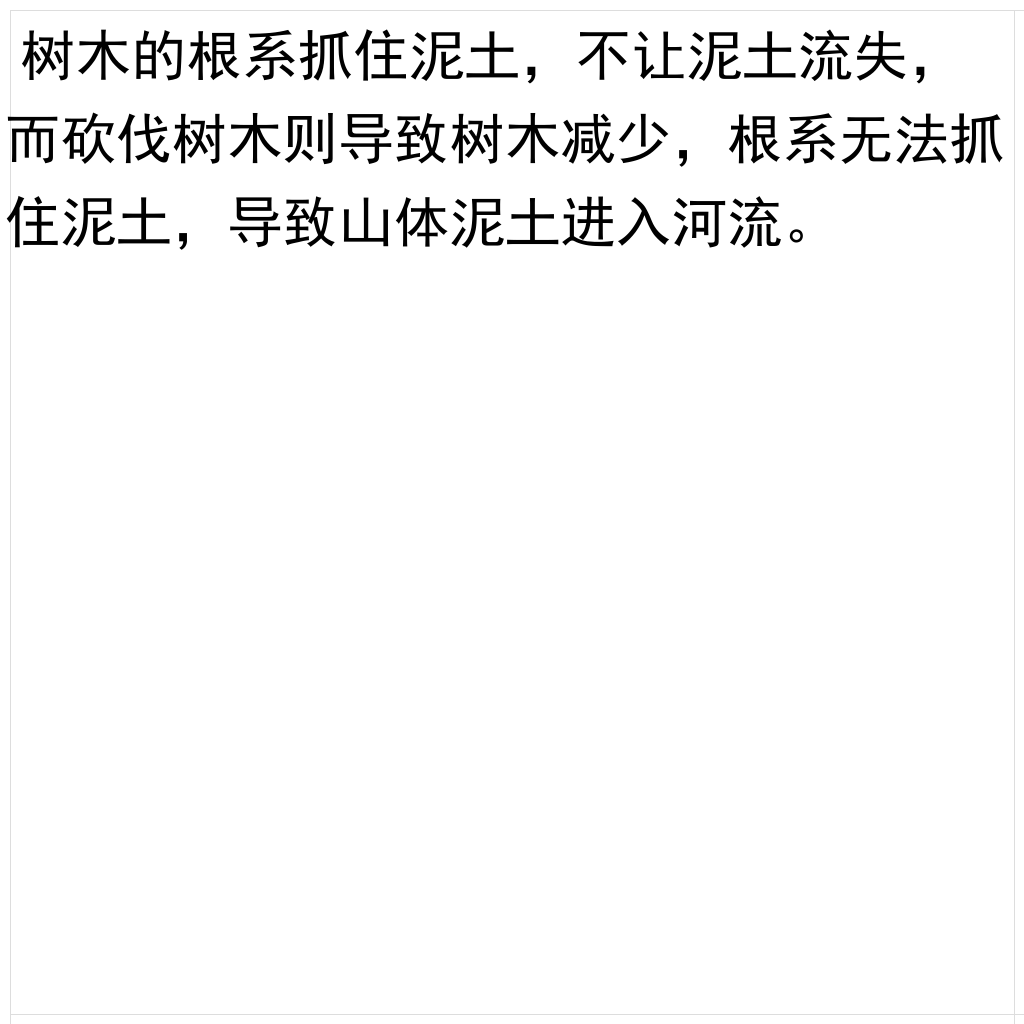 树木的根系抓住泥土，不让泥土流失，
而砍伐树木则导致树木减少，根系无法抓
住泥土，导致山体泥土进入河流。